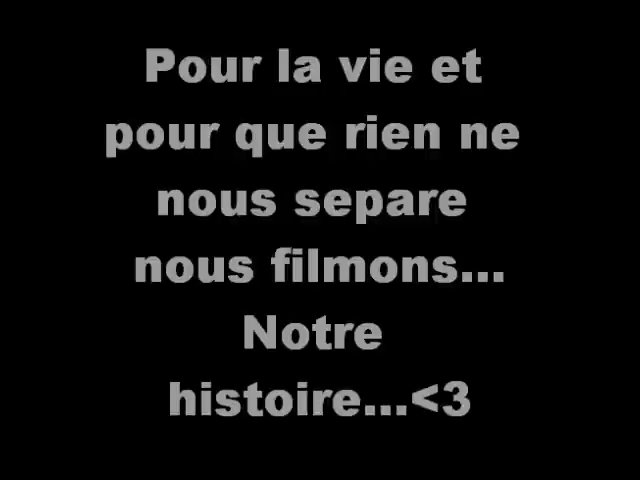 Pour la vie et
pour que rien ne
nous separe
nous filmons...
Notre
histoire...<3